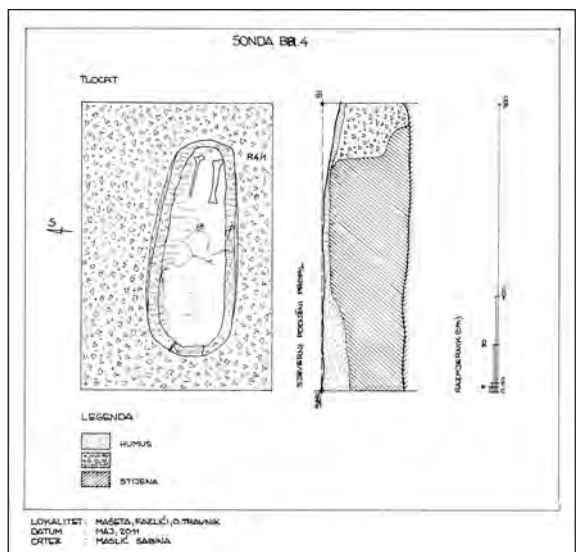 SONDA BR.4
TLOCRT
R4/1
S
SJEVERNI PODUŽNI PROFIL
RAZMJERNIK (cm)
LEGENDA
HUMUS
STIJENA
LOKALITET : MAŠETA, FAZLIĆI, O. TRAVNIK
DATUM : MAJ, 2011
CRTEŽ : MASLIĆ SABINA